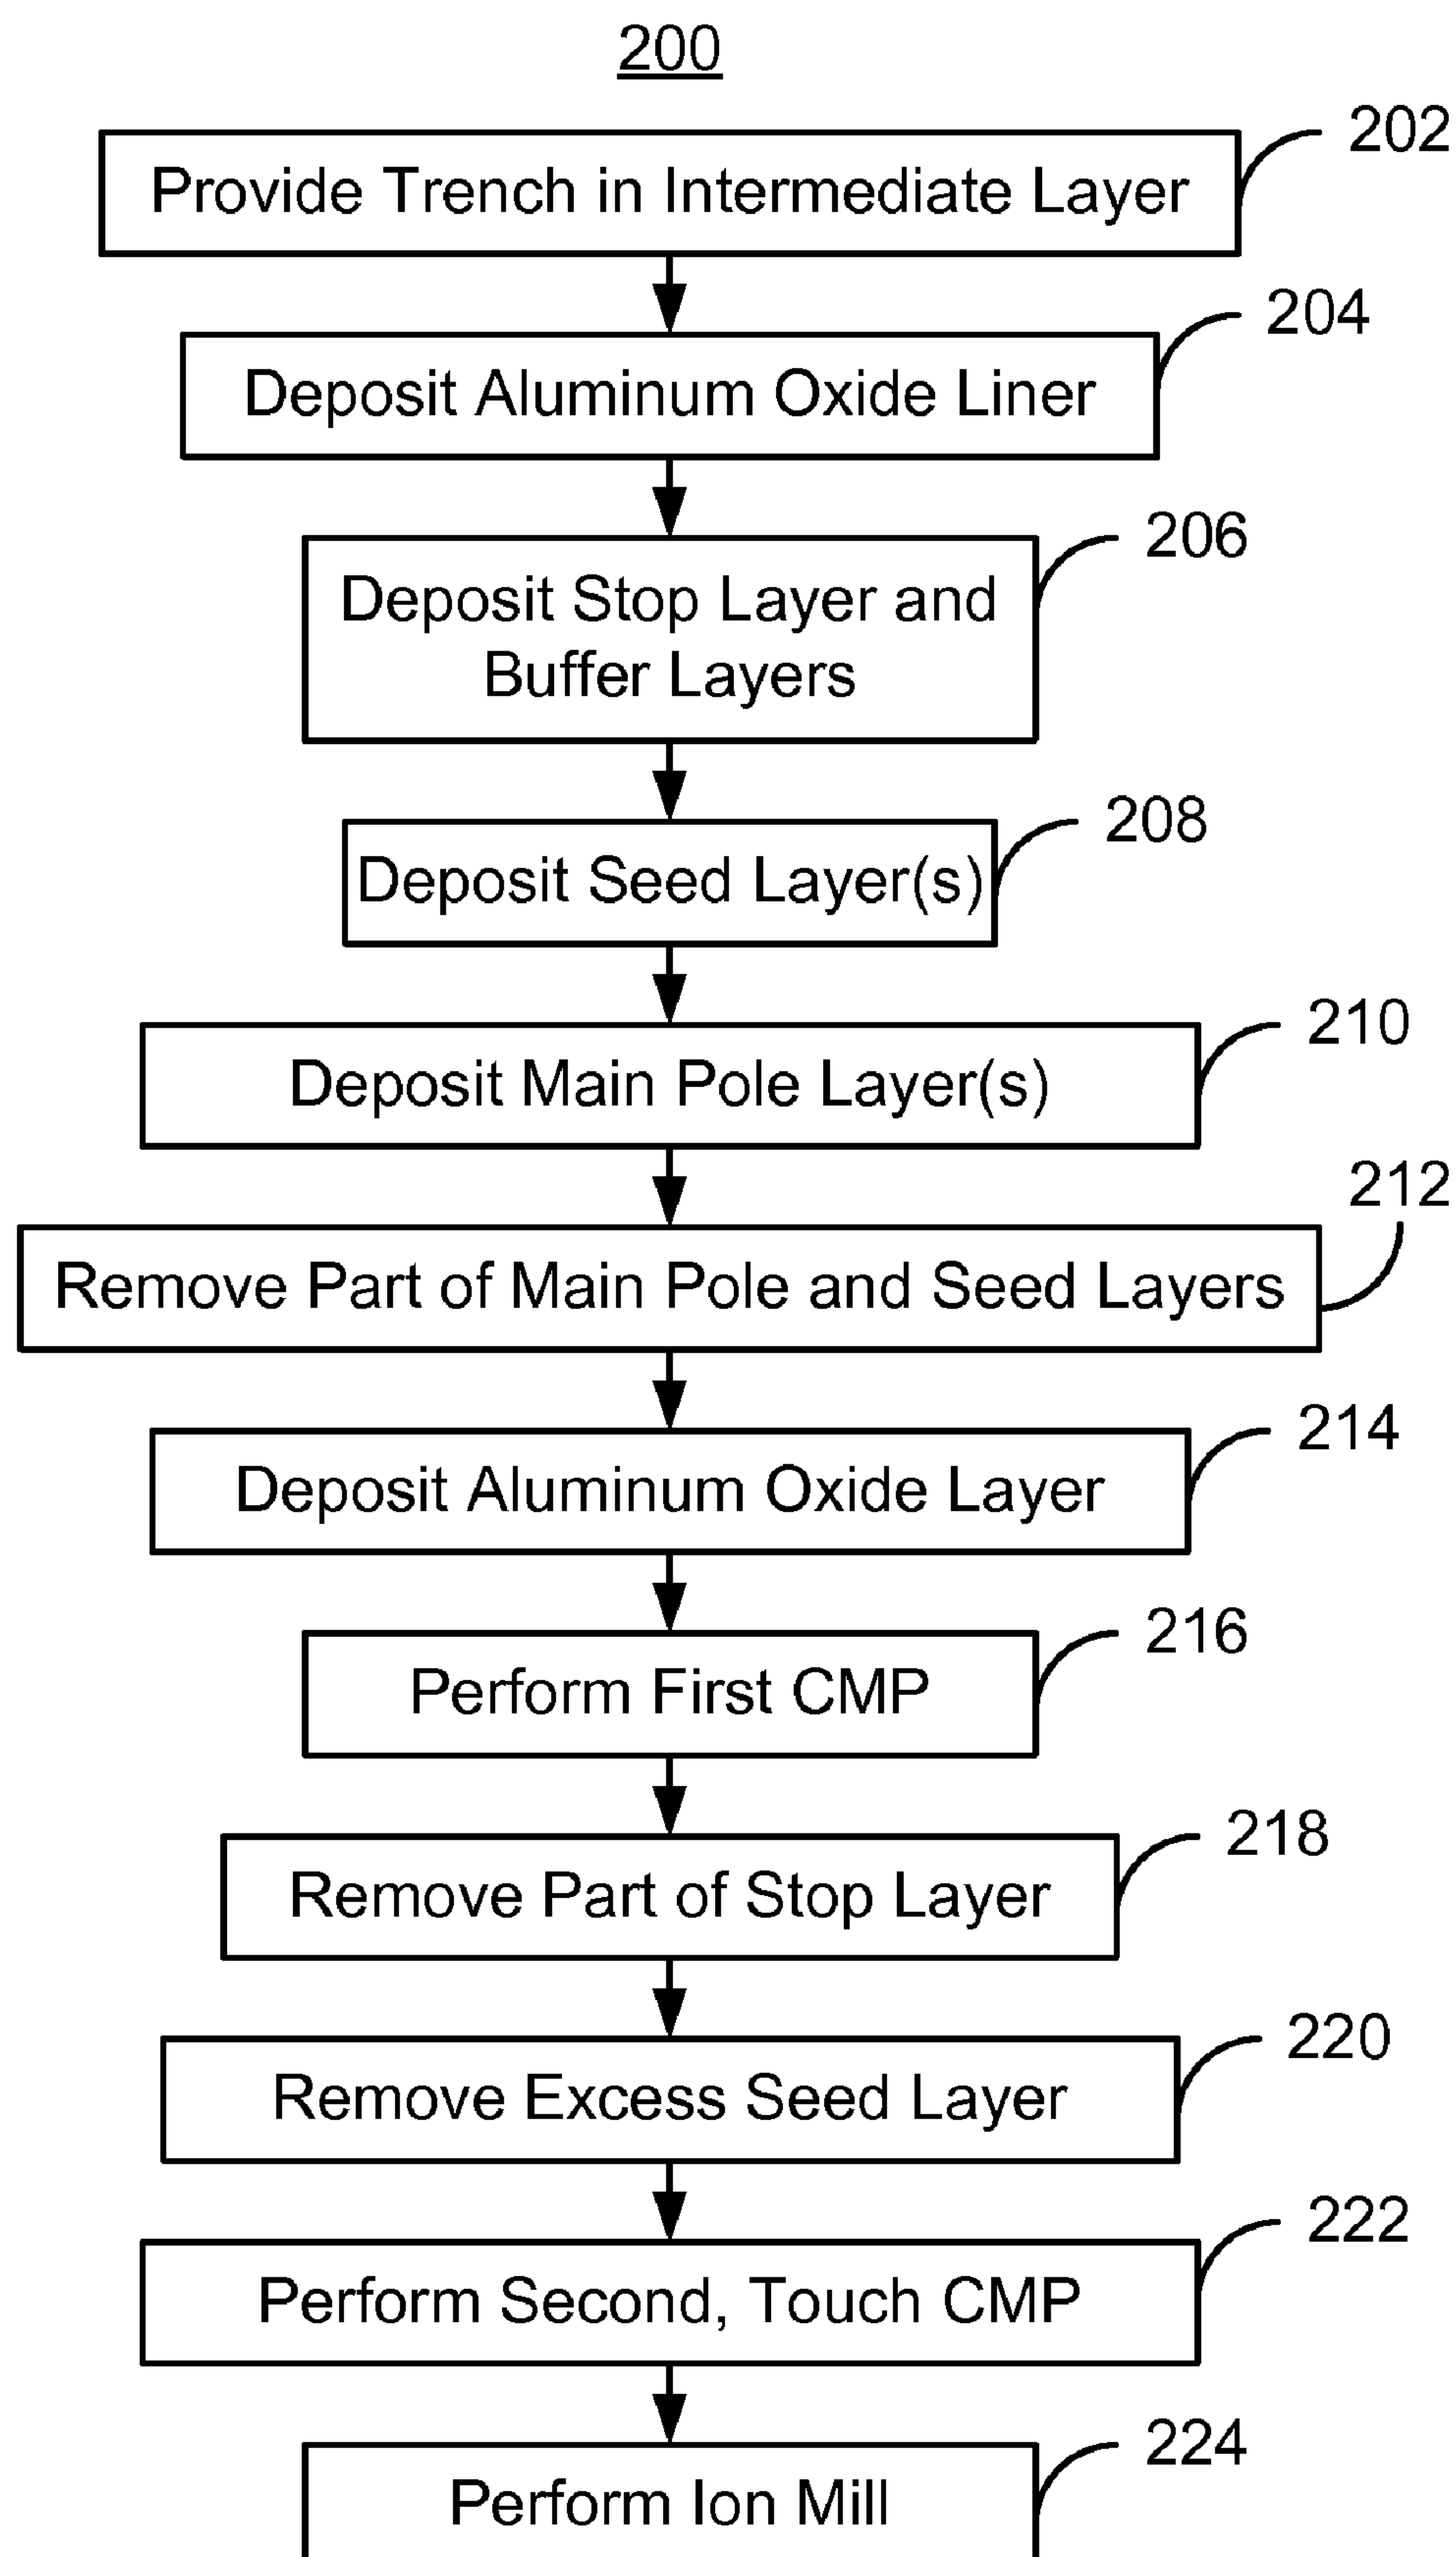 200
202
Provide Trench in Intermediate Layer
204
Deposit Aluminum Oxide Liner
206
Deposit Stop Layer and
Buffer Layers
208
Deposit Seed Layer(s)
210
Deposit Main Pole Layer(s)
212
Remove Part of Main Pole and Seed Layers
214
Deposit Aluminum Oxide Layer
216
Perform First CMP
218
Remove Part of Stop Layer
220
Remove Excess Seed Layer
222
Perform Second, Touch CMP
224
Perform Ion Mill